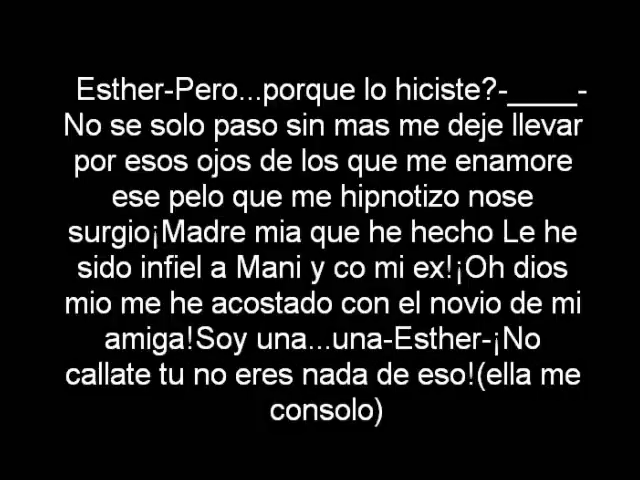 Esther-Pero...porque lo hiciste?-____-
No se solo paso sin mas me deje llevar
por esos ojos de los que me enamore
ese pelo que me hipnotizo nose
surgio¡Madre mia que he hecho Le he
sido infiel a Mani y co mi ex!¡Oh dios
mio me he acostado con el novio de mi
amiga!Soy una...una-Esther-¡No
callate tu no eres nada de eso!(ella me
consolo)